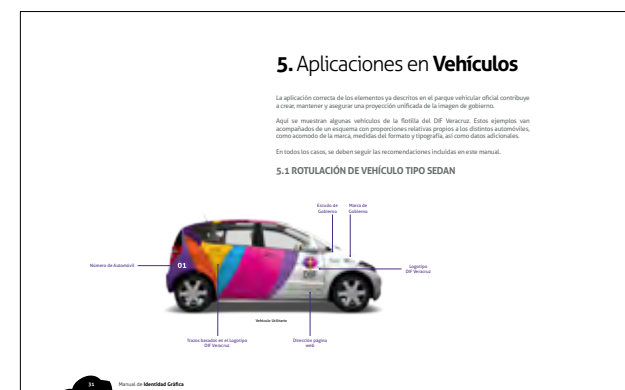 5. Aplicaciones en Vehículos
La aplicación correcta de los elementos ya descritos en el parque vehicular oficial contribuye
a crear, mantener y asegurar una proyección unificada de la imagen de gobierno.
Aquí se muestran algunos vehículos de la flotilla del DIF Veracruz. Estos ejemplos van
acompañados de un esquema con proporciones relativas propios a los distintos automóviles,
como acomodo de la marca, medidas del formato y tipografía, así como datos adicionales.
En todos los casos, se deben seguir las recomendaciones incluidas en este manual.
5.1 ROTULACIÓN DE VEHÍCULO TIPO SEDAN
Escudo de
Gobierno
Marca de
Gobierno
Número de Automóvil
01
DIF
Logotipo
DIF Veracruz
Vehículo Utilitario
Trazos basados en el Logotipo
DIF Veracruz
Dirección página
web
31
Manual de Identidad Gráfica